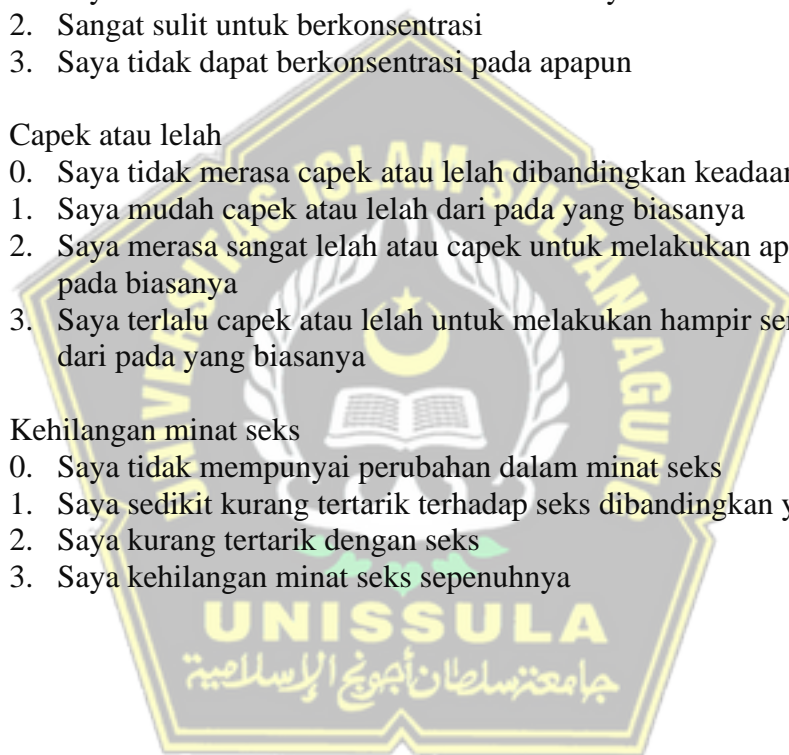 2. Sangat sulit untuk berkonsentrasi
3. Saya tidak dapat berkonsentrasi pada apapun
Capek atau lelah
0. Saya tidak merasa capek atau lelah dibandingkan
1. Saya mudah capek atau lelah dari pada yang biasanya
2. Saya merasa sangat lelah atau capek untuk melakukan
pada biasanya
3. Saya terlalu capek atau lelah untuk melakukan hampir
dari pada yang biasanya
Kehilangan minat seks
0. Saya tidak mempunyai perubahan dalam minat seks
1. Saya sedikit kurang tertarik terhadap seks dibandingkan
2. Saya kurang tertarik dengan seks
3. Saya kehilangan minat seks sepenuhnya
UNIVERSITAS ISLAM SULTAN AGUNG
UNISSULA
جامعة سلطان أجونج الإسلامية